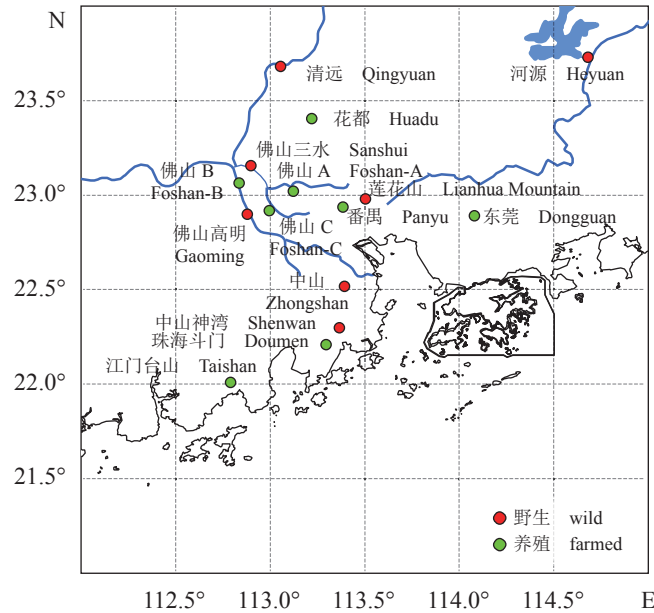 N
清远 Qingyuan
河源 Heyuan
23.5°
花都 Huadu
佛山三水 Sanshui
佛山 B
佛山 A
Foshan-A
Foshan-B
莲花山 Lianhua Mountain
23.0°
番禺 Panyu
东莞 Dongguan
佛山高明
Gaoming
佛山 C
Foshan-C
中山
Zhongshan
22.5°
中山神湾 Shenwan
珠海斗门 Doumen
江门台山 Taishan
22.0°
21.5°
野生 wild
养殖 farmed
112.5° 113.0° 113.5° 114.0° 114.5° E